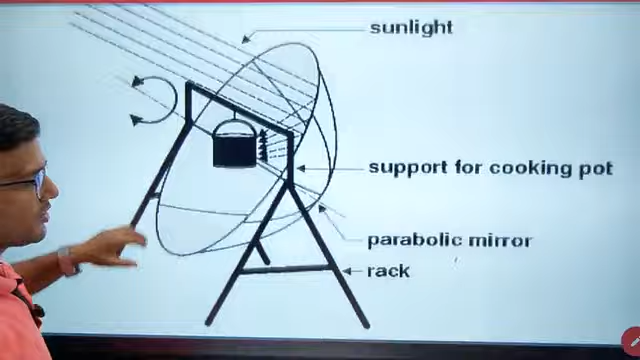 sunlight
support for cooking pot
parabolic mirror
rack